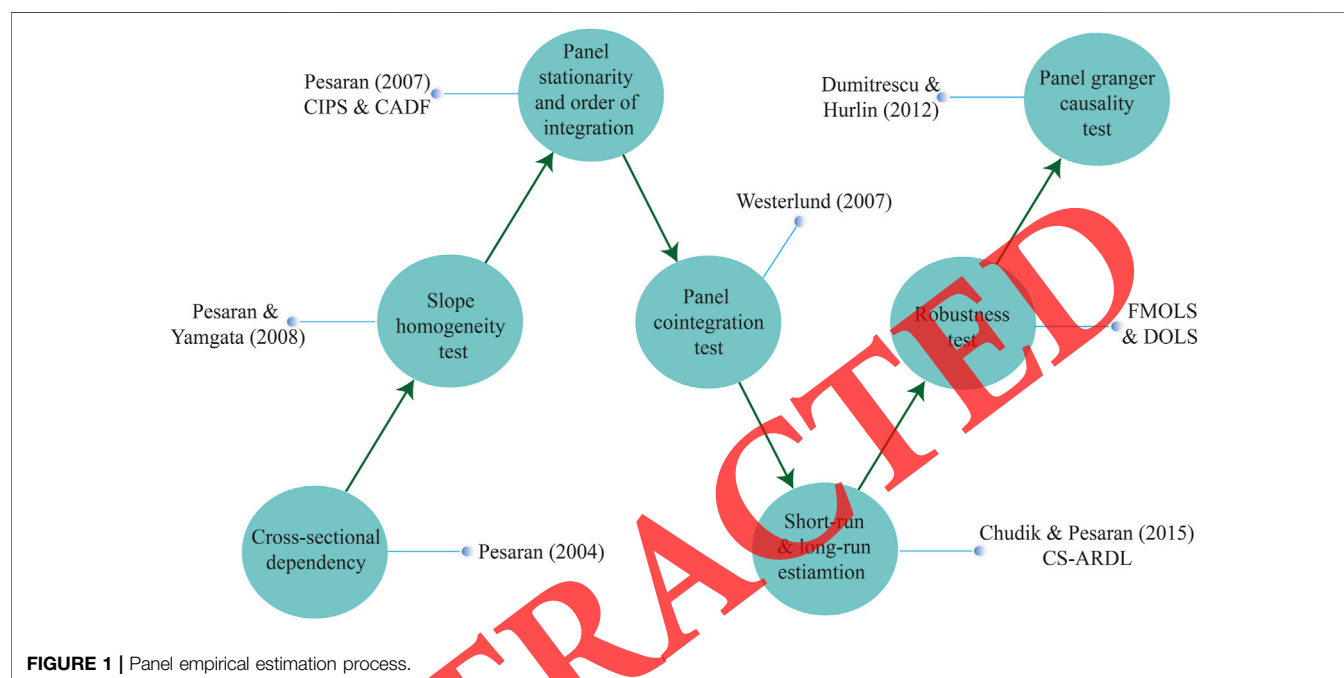 Panel
stationarity
and order of
integration
Pesaran (2007)
CIPS & CADF
Dumitrescu &
Hurlin (2012)
Panel granger
causality
test
Westerlund (2007)
Pesaran &
Yamgata (2008)
Slope
homogeneity
test
Panel
cointegration
test
Robustness
test
FMOLS
& DOLS
Cross-sectional
dependency
Pesaran (2004)
Short-run
& long-run
estiamtion
Chudik & Pesaran (2015)
CS-ARDL
TRACTED
FIGURE 1 | Panel empirical estimation process.